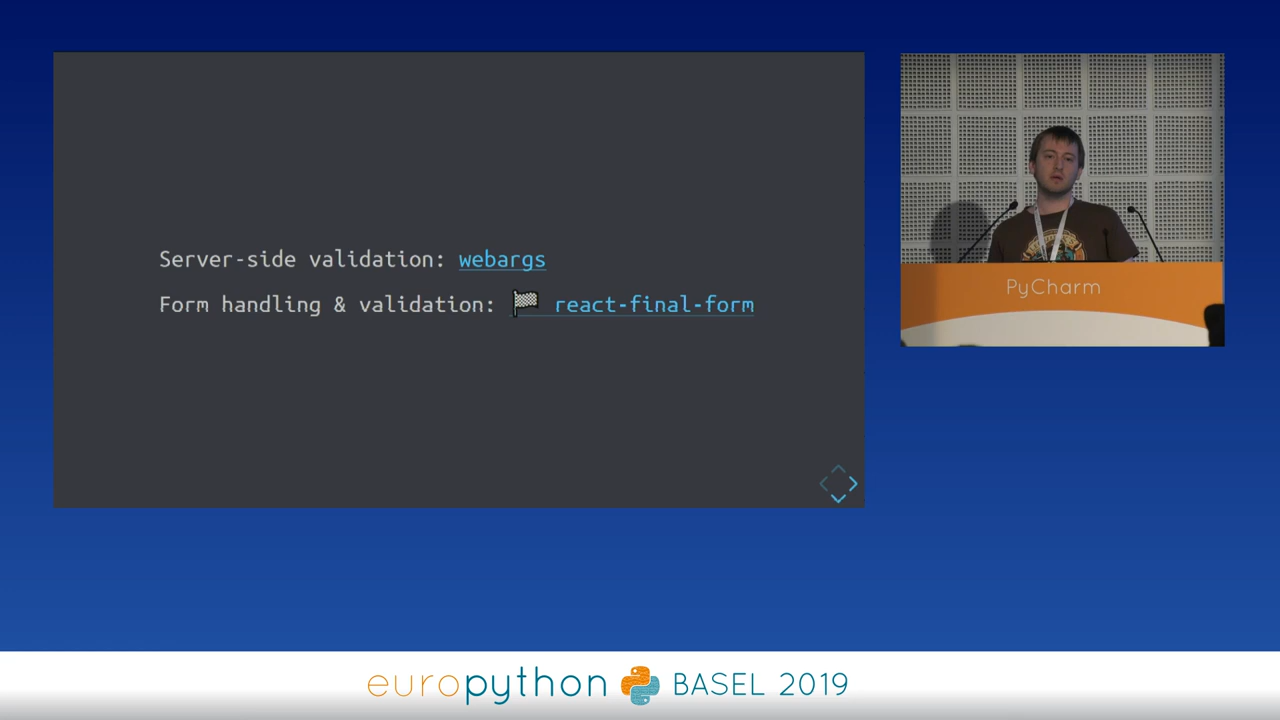 Server-side validation: webargs
Form handling & validation: 🏁 react-final-form
PyCharm
europython BASEL 2019